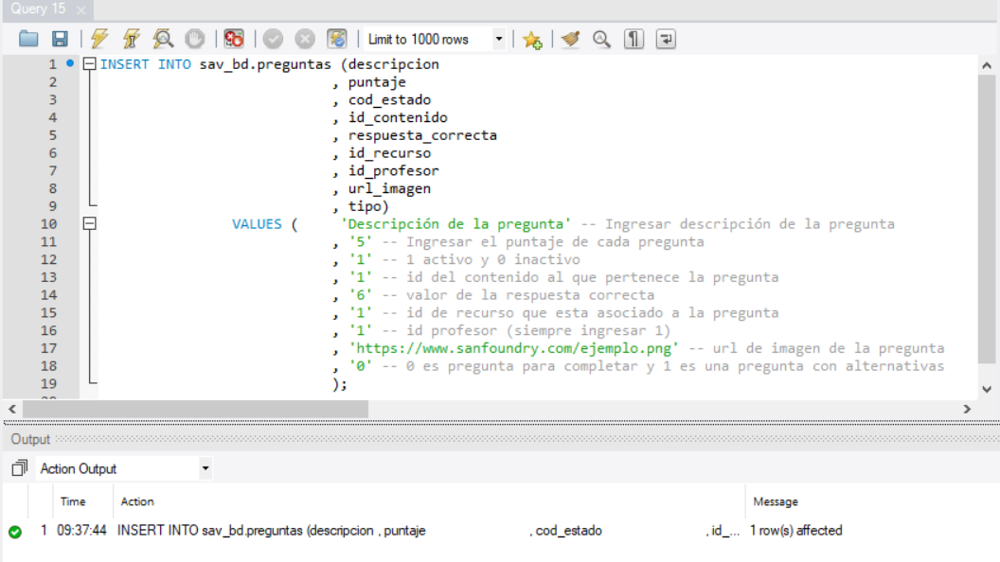 Query 15
Limit to 1000 rows
1 INSERT INTO sav_bd.preguntas (descripcion
2 , puntaje
3 , cod_estado
4 , id_contenido
5 , respuesta_correcta
6 , id_recurso
7 , id_profesor
8 , url_imagen
9 , tipo)
10 VALUES ( 'Descripción de la pregunta' -- Ingresar descripción de la pregunta
11 , '5' -- Ingresar el puntaje de cada pregunta
12 , '1' -- 1 activo y 0 inactivo
13 , '1' -- id del contenido al que pertenece la pregunta
14 , '6' -- valor de la respuesta correcta
15 , '1' -- id de recurso que esta asociado a la pregunta
16 , '1' -- id profesor (siempre ingresar 1)
17 , 'https://www.sanfoundry.com/ejemplo.png' -- url de imagen de la pregunta
18 , '0' -- 0 es pregunta para completar y 1 es una pregunta con alternativas
19 );
Output
Action Output
Time Action Message
1 09:37:44 INSERT INTO sav_bd.preguntas (descripcion , puntaje , cod_estado , id_... 1 row(s) affected